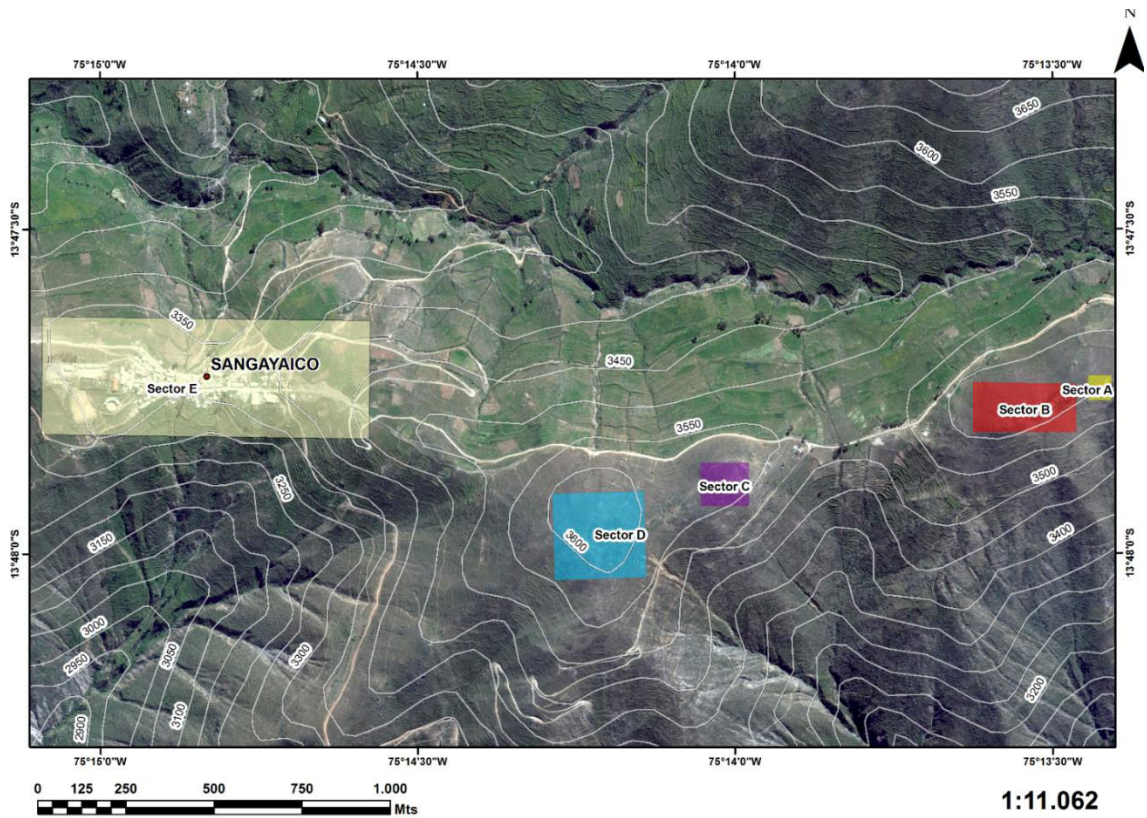 N
75°15'0"W 75°14'30"W 75°14'0"W 75°13'30"W
3650
3600
3550
13°47'30"S 13°47'30"S
3350
SANGAYAICO
3450
Sector E
Sector A
Sector B
3550
3500
Sector C
3250
3150
Sector D
3600
3400
13°48'0"S 13°48'0"S
3000
3050
3300
2950
3200
3100
2900
75°15'0"W 75°14'30"W 75°14'0"W 75°13'30"W
0 125 250 500 750 1.000
Mts
1:11.062